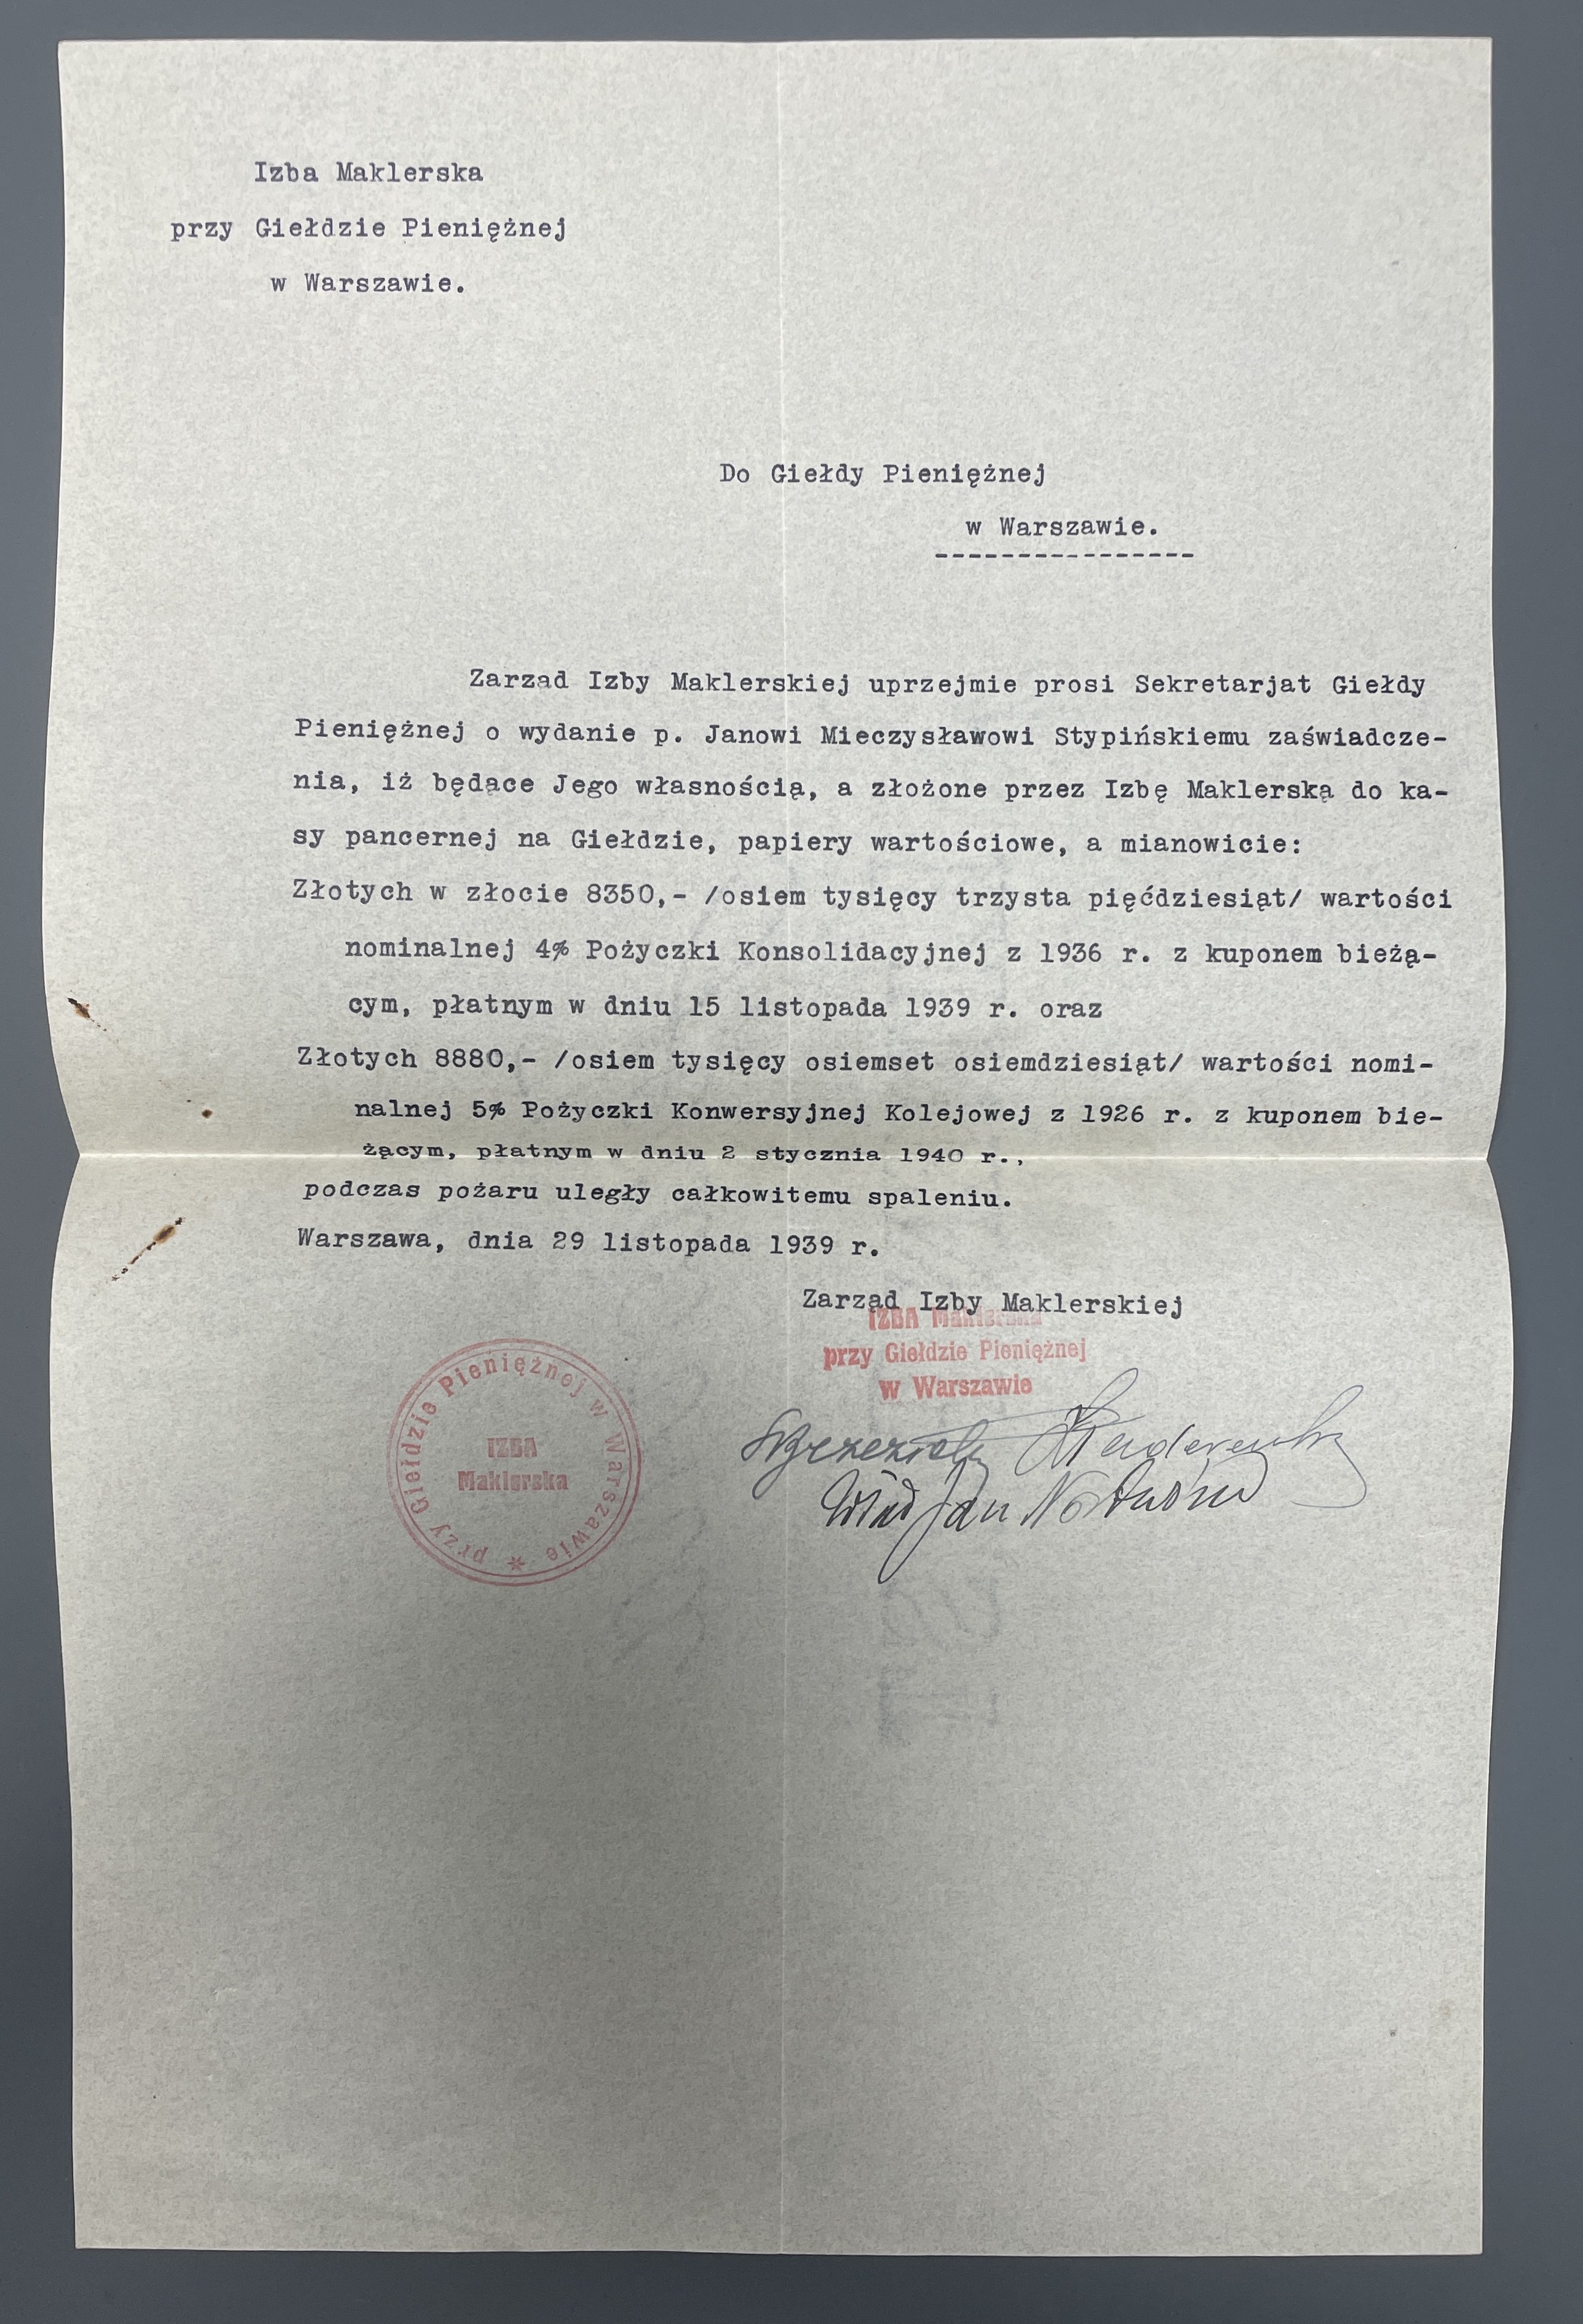 Izba Maklerska
przy Giełdzie Pieniężnej
w Warszawie.
Do Giełdy Pieniężnej
w Warszawie.
----------------
Zarząd Izby Maklerskiej uprzejmie prosi Sekretarjat Giełdy
Pieniężnej o wydanie p. Janowi Mieczysławowi Stypińskiemu zaświadcze-
nia, iż będące Jego własnością, a złożone przez Izbę Maklerską do ka-
sy pancernej na Giełdzie, papiery wartościowe, a mianowicie:
Złotych w złocie 8350,- /osiem tysięcy trzysta pięćdziesiąt/ wartości
nominalnej 4% Pożyczki Konsolidacyjnej z 1936 r. z kuponem bieżą-
cym, płatnym w dniu 15 listopada 1939 r. oraz
Złotych 8880,- /osiem tysięcy osiemset osiemdziesiąt/ wartości nomi-
nalnej 5% Pożyczki Konwersyjnej Kolejowej z 1926 r. z kuponem bie-
żącym, płatnym w dniu 2 stycznia 1940 r.,
podczas pożaru uległy całkowitemu spaleniu.
Warszawa, dnia 29 listopada 1939 r.
Zarząd Izby Maklerskiej
IZBA Maklerska
przy Giełdzie Pieniężnej
w Warszawie
przy Giełdzie Pieniężnej w Warszawie *
IZBA
Maklerska
Jan